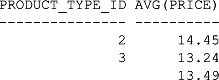 PRODUCT_TYPE_ID AVG(PRICE)
--------------- ----------
              2      14.45
              3      13.24
                     13.49